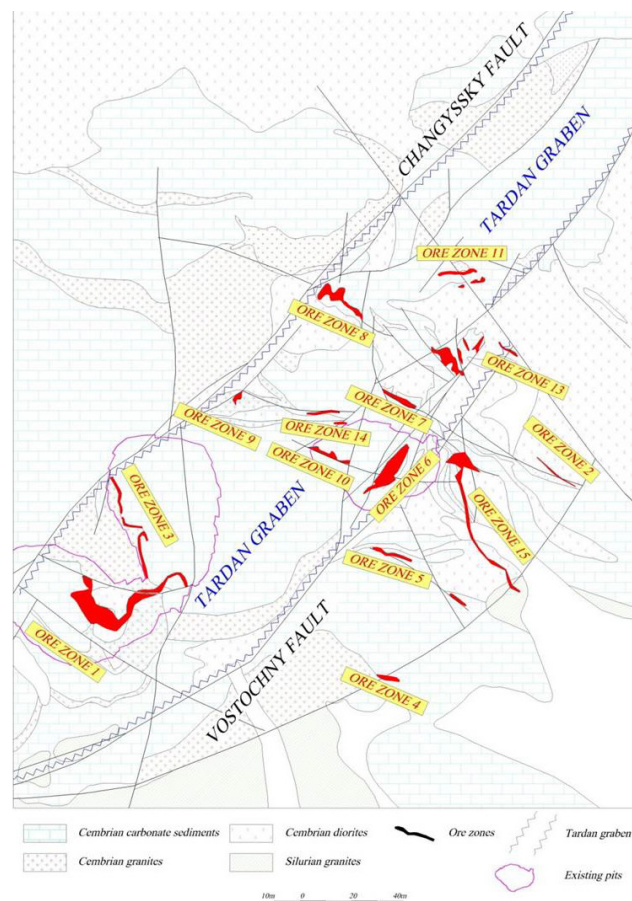 CHANGYSSKY FAULT
TARDAN GRABEN
ORE ZONE 11
ORE ZONE 8
ORE ZONE 13
ORE ZONE 7
ORE ZONE 9
ORE ZONE 14
ORE ZONE 10
ORE ZONE 6
ORE ZONE 2
ORE ZONE 3
TARDAN GRABEN
ORE ZONE 15
ORE ZONE 5
ORE ZONE 1
VOSTOCHNY FAULT
ORE ZONE 4
Cembrian carbonate sediments
Cembrian diorites
Ore zones
Tardan graben
Cembrian granites
Silurian granites
Existing pits
10m 0 20 40m